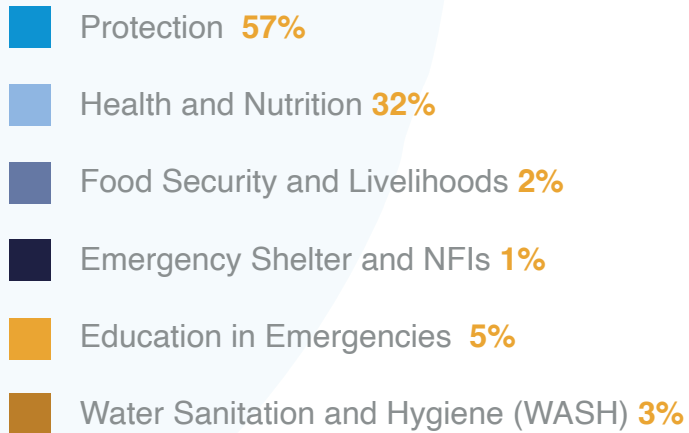 Protection 57%
Health and Nutrition 32%
Food Security and Livelihoods 2%
Emergency Shelter and NFIs 1%
Education in Emergencies 5%
Water Sanitation and Hygiene (WASH) 3%